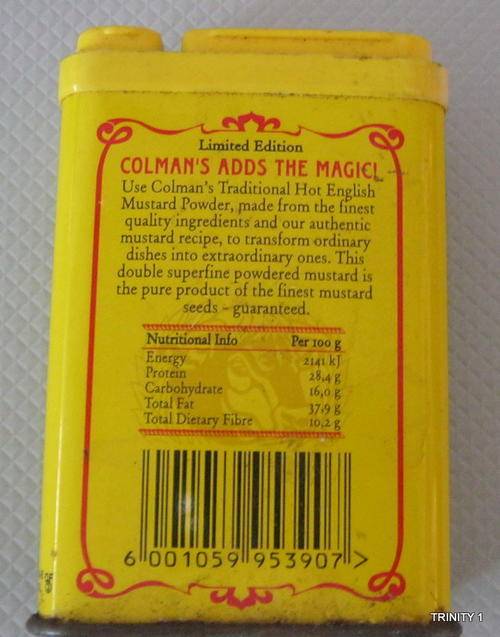 Limited Edition
COLMAN'S ADDS THE MAGIC!
Use Colman's Traditional Hot English
Mustard Powder, made from the finest
quality ingredients and our authentic
mustard recipe, to transform ordinary
dishes into extraordinary ones. This
double superfine powdered mustard is
the pure product of the finest mustard
seeds - guaranteed.
Nutritional Info Per 100 g
Energy 2141 kJ
Protein 28,4 g
Carbohydrate 16,0 g
Total Fat 37,9 g
Total Dietary Fibre 10,2 g
6 001059 953907 >
TRINITY 1